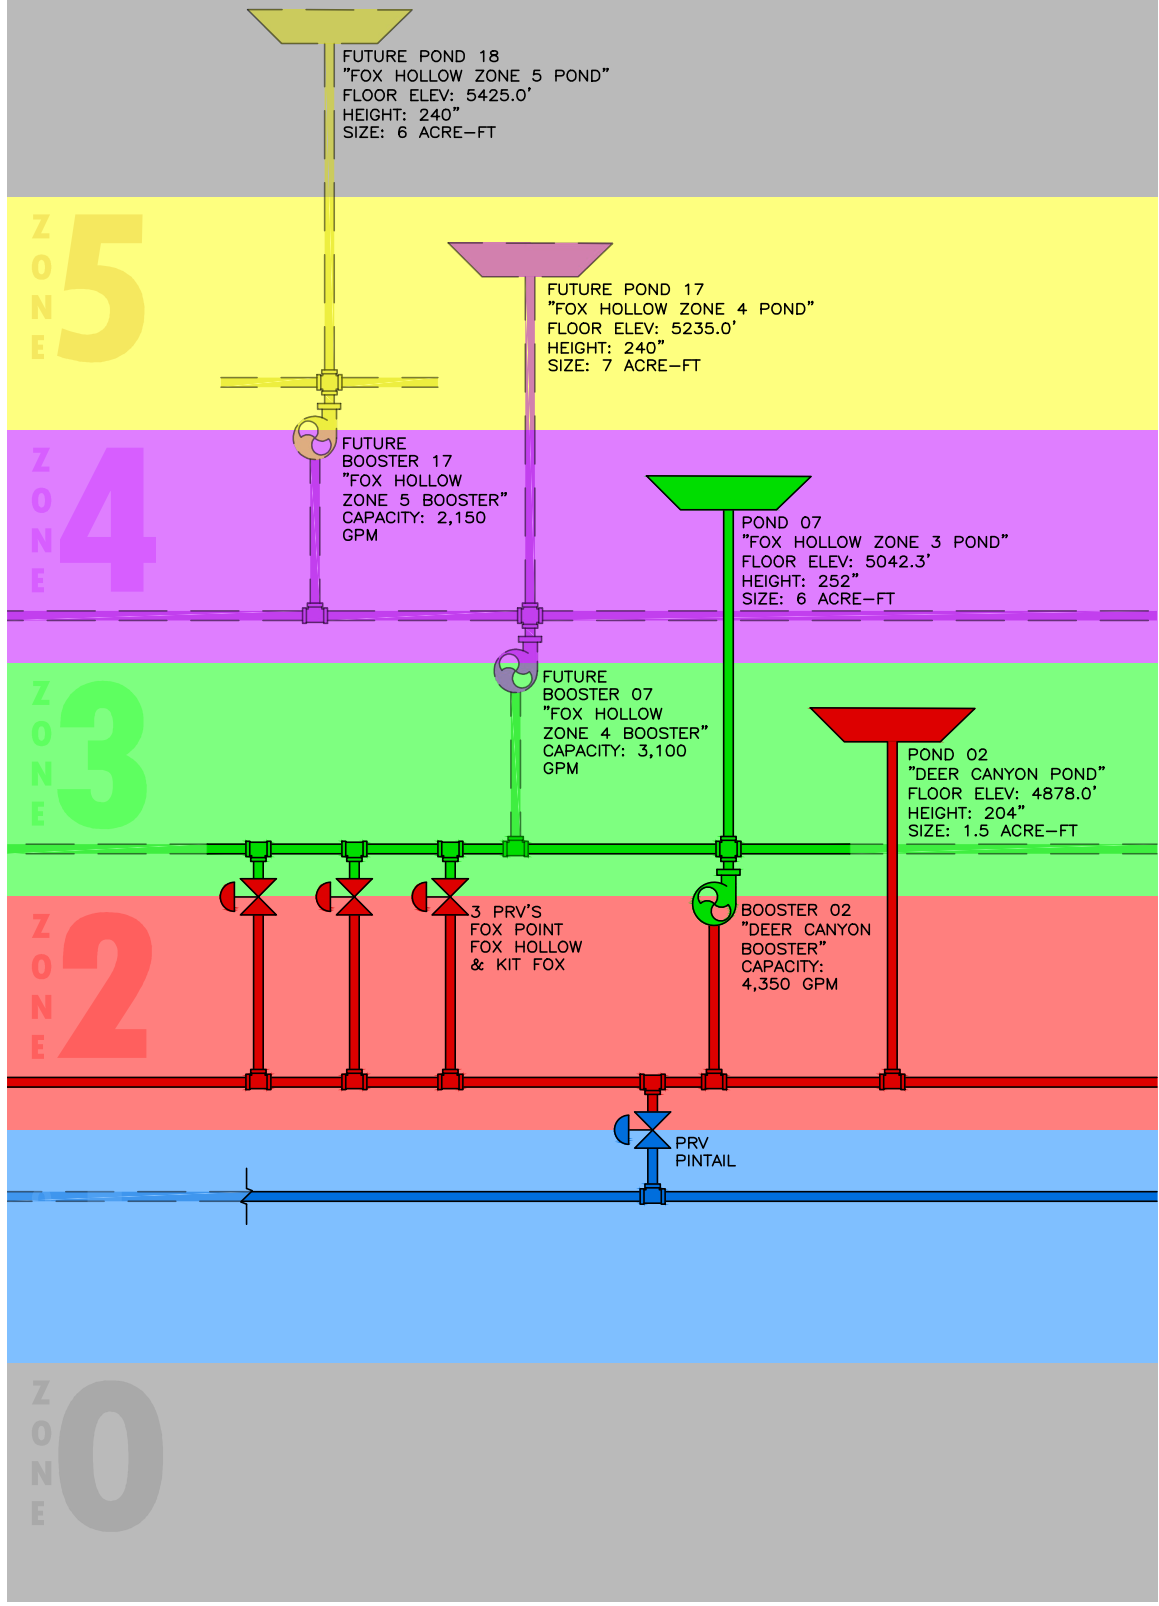 FUTURE POND 18
"FOX HOLLOW ZONE 5 POND"
FLOOR ELEV: 5425.0'
HEIGHT: 240"
SIZE: 6 ACRE-FT
ZONE 5
FUTURE POND 17
"FOX HOLLOW ZONE 4 POND"
FLOOR ELEV: 5235.0'
HEIGHT: 240"
SIZE: 7 ACRE-FT
ZONE 4
FUTURE
BOOSTER 17
"FOX HOLLOW
ZONE 5 BOOSTER"
CAPACITY: 2,150
GPM
POND 07
"FOX HOLLOW ZONE 3 POND"
FLOOR ELEV: 5042.3'
HEIGHT: 252"
SIZE: 6 ACRE-FT
ZONE 3
FUTURE
BOOSTER 07
"FOX HOLLOW
ZONE 4 BOOSTER"
CAPACITY: 3,100
GPM
POND 02
"DEER CANYON POND"
FLOOR ELEV: 4878.0'
HEIGHT: 204"
SIZE: 1.5 ACRE-FT
ZONE 2
3 PRV'S
FOX POINT
FOX HOLLOW
& KIT FOX
BOOSTER 02
"DEER CANYON
BOOSTER"
CAPACITY:
4,350 GPM
PRV
PINTAIL
ZONE 0